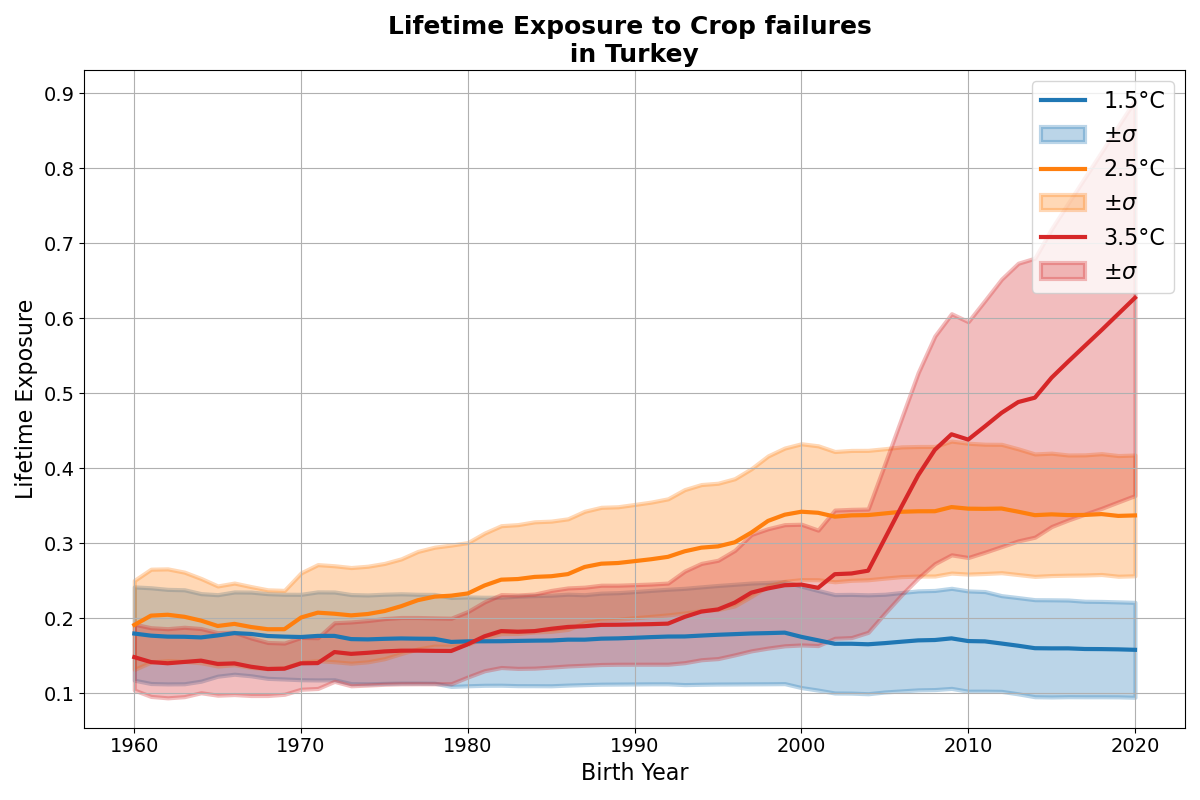 Lifetime Exposure to Crop failures
in Turkey
0.9
0.8
0.7
0.6
0.5
0.4
0.3
0.2
0.1
Lifetime Exposure
1960
1970
1980
1990
2000
2010
2020
Birth Year
1.5°C
±σ
2.5°C
±σ
3.5°C
±σ